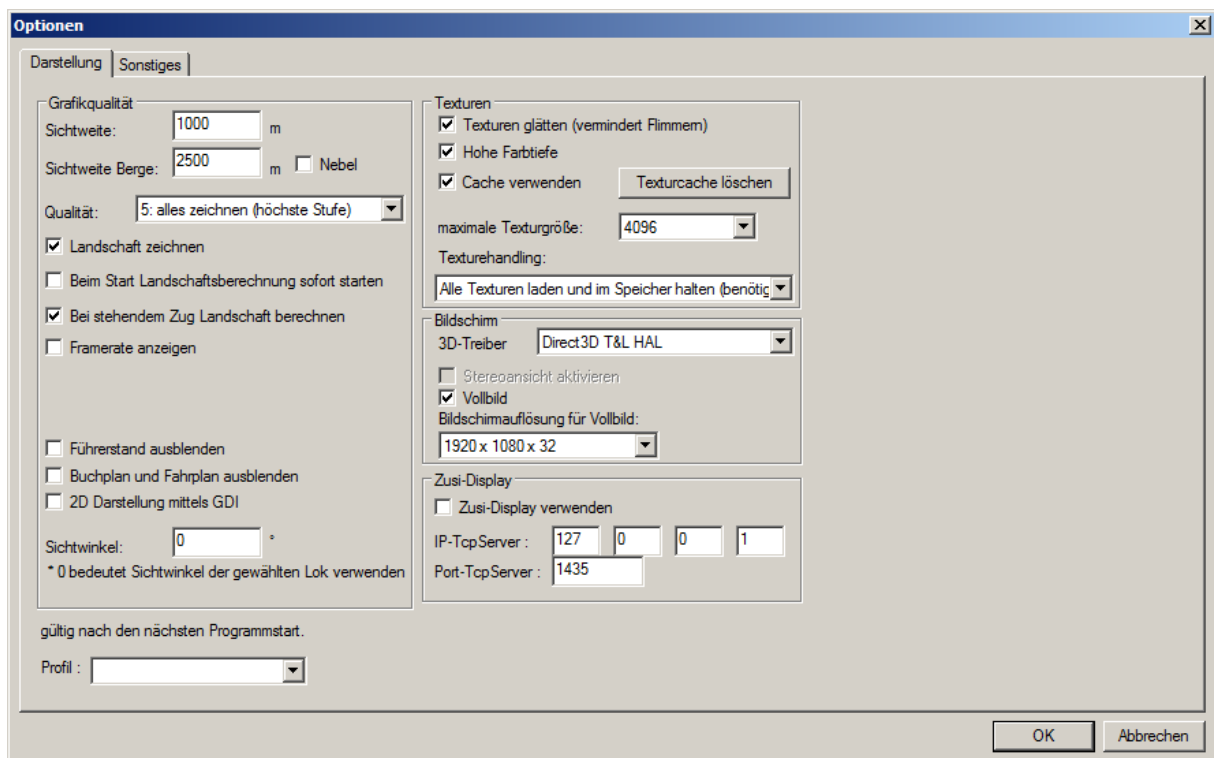 Optionen
Darstellung
Sonstiges
Grafikqualität
Sichtweite: 1000 m
Sichtweite Berge: 2500 m Nebel
Qualität: 5: alles zeichnen (höchste Stufe)
Landschaft zeichnen
Beim Start Landschaftsberechnung sofort starten
Bei stehendem Zug Landschaft berechnen
Framerate anzeigen
Führerstand ausblenden
Buchplan und Fahrplan ausblenden
2D Darstellung mittels GDI
Sichtwinkel: 0 °
* 0 bedeutet Sichtwinkel der gewählten Lok verwenden
Texturen
Texturen glätten (vermindert Flimmern)
Hohe Farbtiefe
Cache verwenden Texturcache löschen
maximale Texturgröße: 4096
Texturehandling:
Alle Texturen laden und im Speicher halten (benötig
Bildschirm
3D-Treiber Direct3D T&L HAL
Stereoansicht aktivieren
Vollbild
Bildschirmauflösung für Vollbild:
1920 x 1080 x 32
Zusi-Display
Zusi-Display verwenden
IP-TcpServer : 127 0 0 1
Port-TcpServer : 1435
gültig nach den nächsten Programmstart.
Profil :
OK Abbrechen